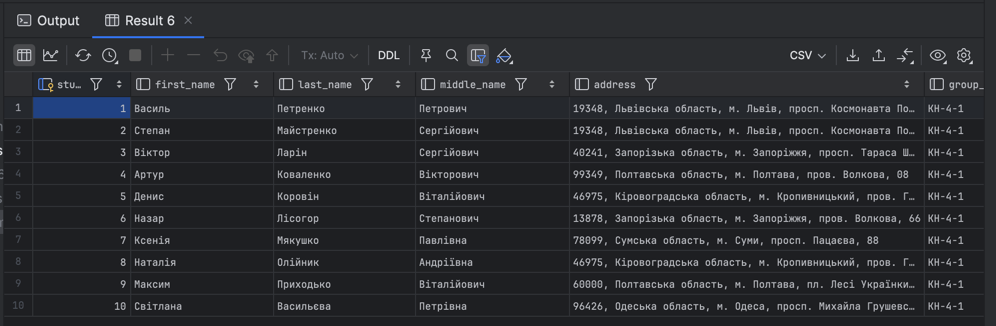 Output Result 6
Tx: Auto DDL CSV
stu… first_name last_name middle_name address group_
1 1 Василь Петренко Петрович 19348, Львівська область, м. Львів, просп. Космонавта По… КН-4-1
2 2 Степан Майстренко Сергійович 19348, Львівська область, м. Львів, просп. Космонавта По… КН-4-1
3 3 Віктор Ларін Сергійович 40241, Запорізька область, м. Запоріжжя, просп. Тараса Ш… КН-4-1
4 4 Артур Коваленко Вікторович 99349, Полтавська область, м. Полтава, пров. Волкова, 08 КН-4-1
5 5 Денис Коровін Віталійович 46975, Кіровоградська область, м. Кропивницький, пров. Г… КН-4-1
6 6 Назар Лісогор Степанович 13878, Запорізька область, м. Запоріжжя, пров. Волкова, 66 КН-4-1
7 7 Ксенія Мякушко Павлівна 78099, Сумська область, м. Суми, просп. Пацаєва, 88 КН-4-1
8 8 Наталія Олійник Андріївна 46975, Кіровоградська область, м. Кропивницький, пров. Г… КН-4-1
9 9 Максим Приходько Віталійович 60000, Полтавська область, м. Полтава, пл. Лесі Українки… КН-4-1
10 10 Світлана Васильєва Петрівна 96426, Одеська область, м. Одеса, просп. Михайла Грушевс… КН-4-1